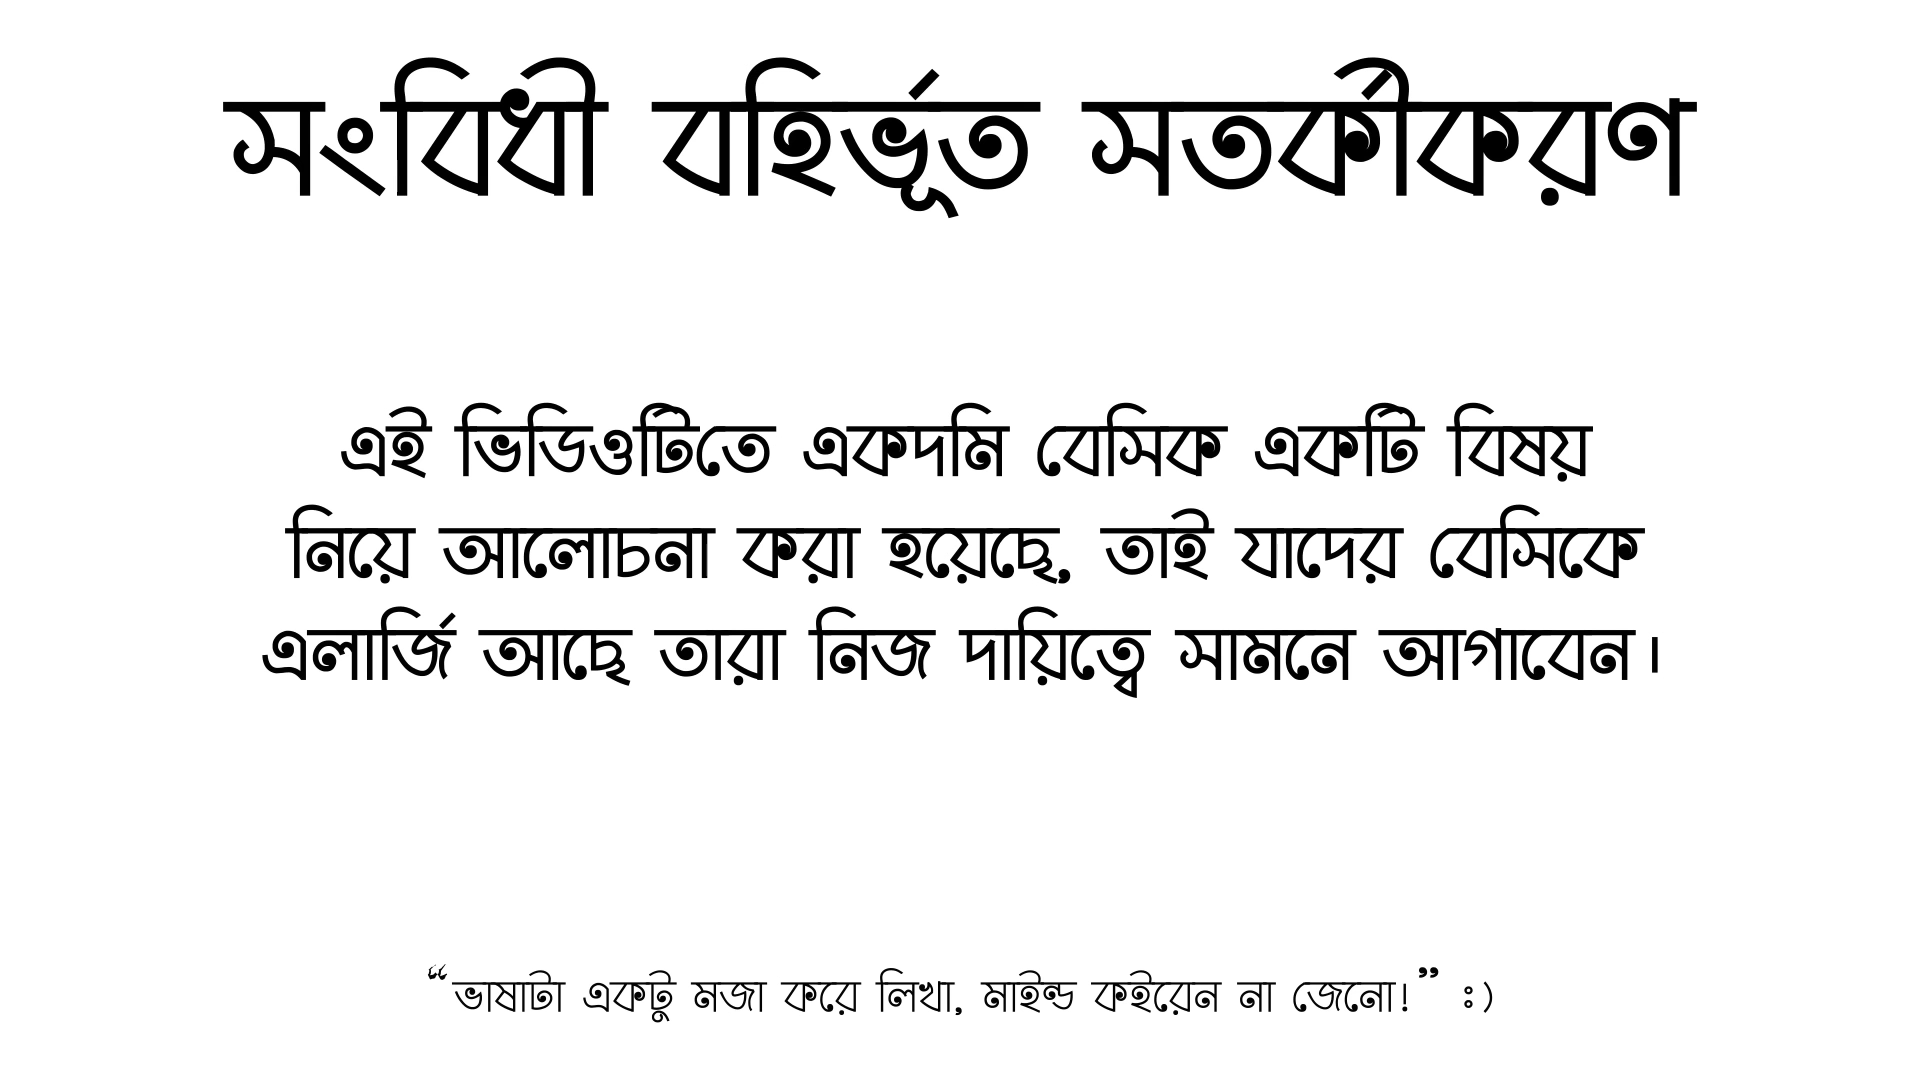 সংবিধী বহির্ভূত সতর্কীকরণ
এই ভিডিওটিতে একদমি বেসিক একটি বিষয়
নিয়ে আলোচনা করা হয়েছে, তাই যাদের বেসিকে
এলার্জি আছে তারা নিজ দায়িত্বে সামনে আগাবেন।
“ভাষাটা একটু মজা করে লিখা, মাইন্ড কইরেন না জেনো!” ঃ)